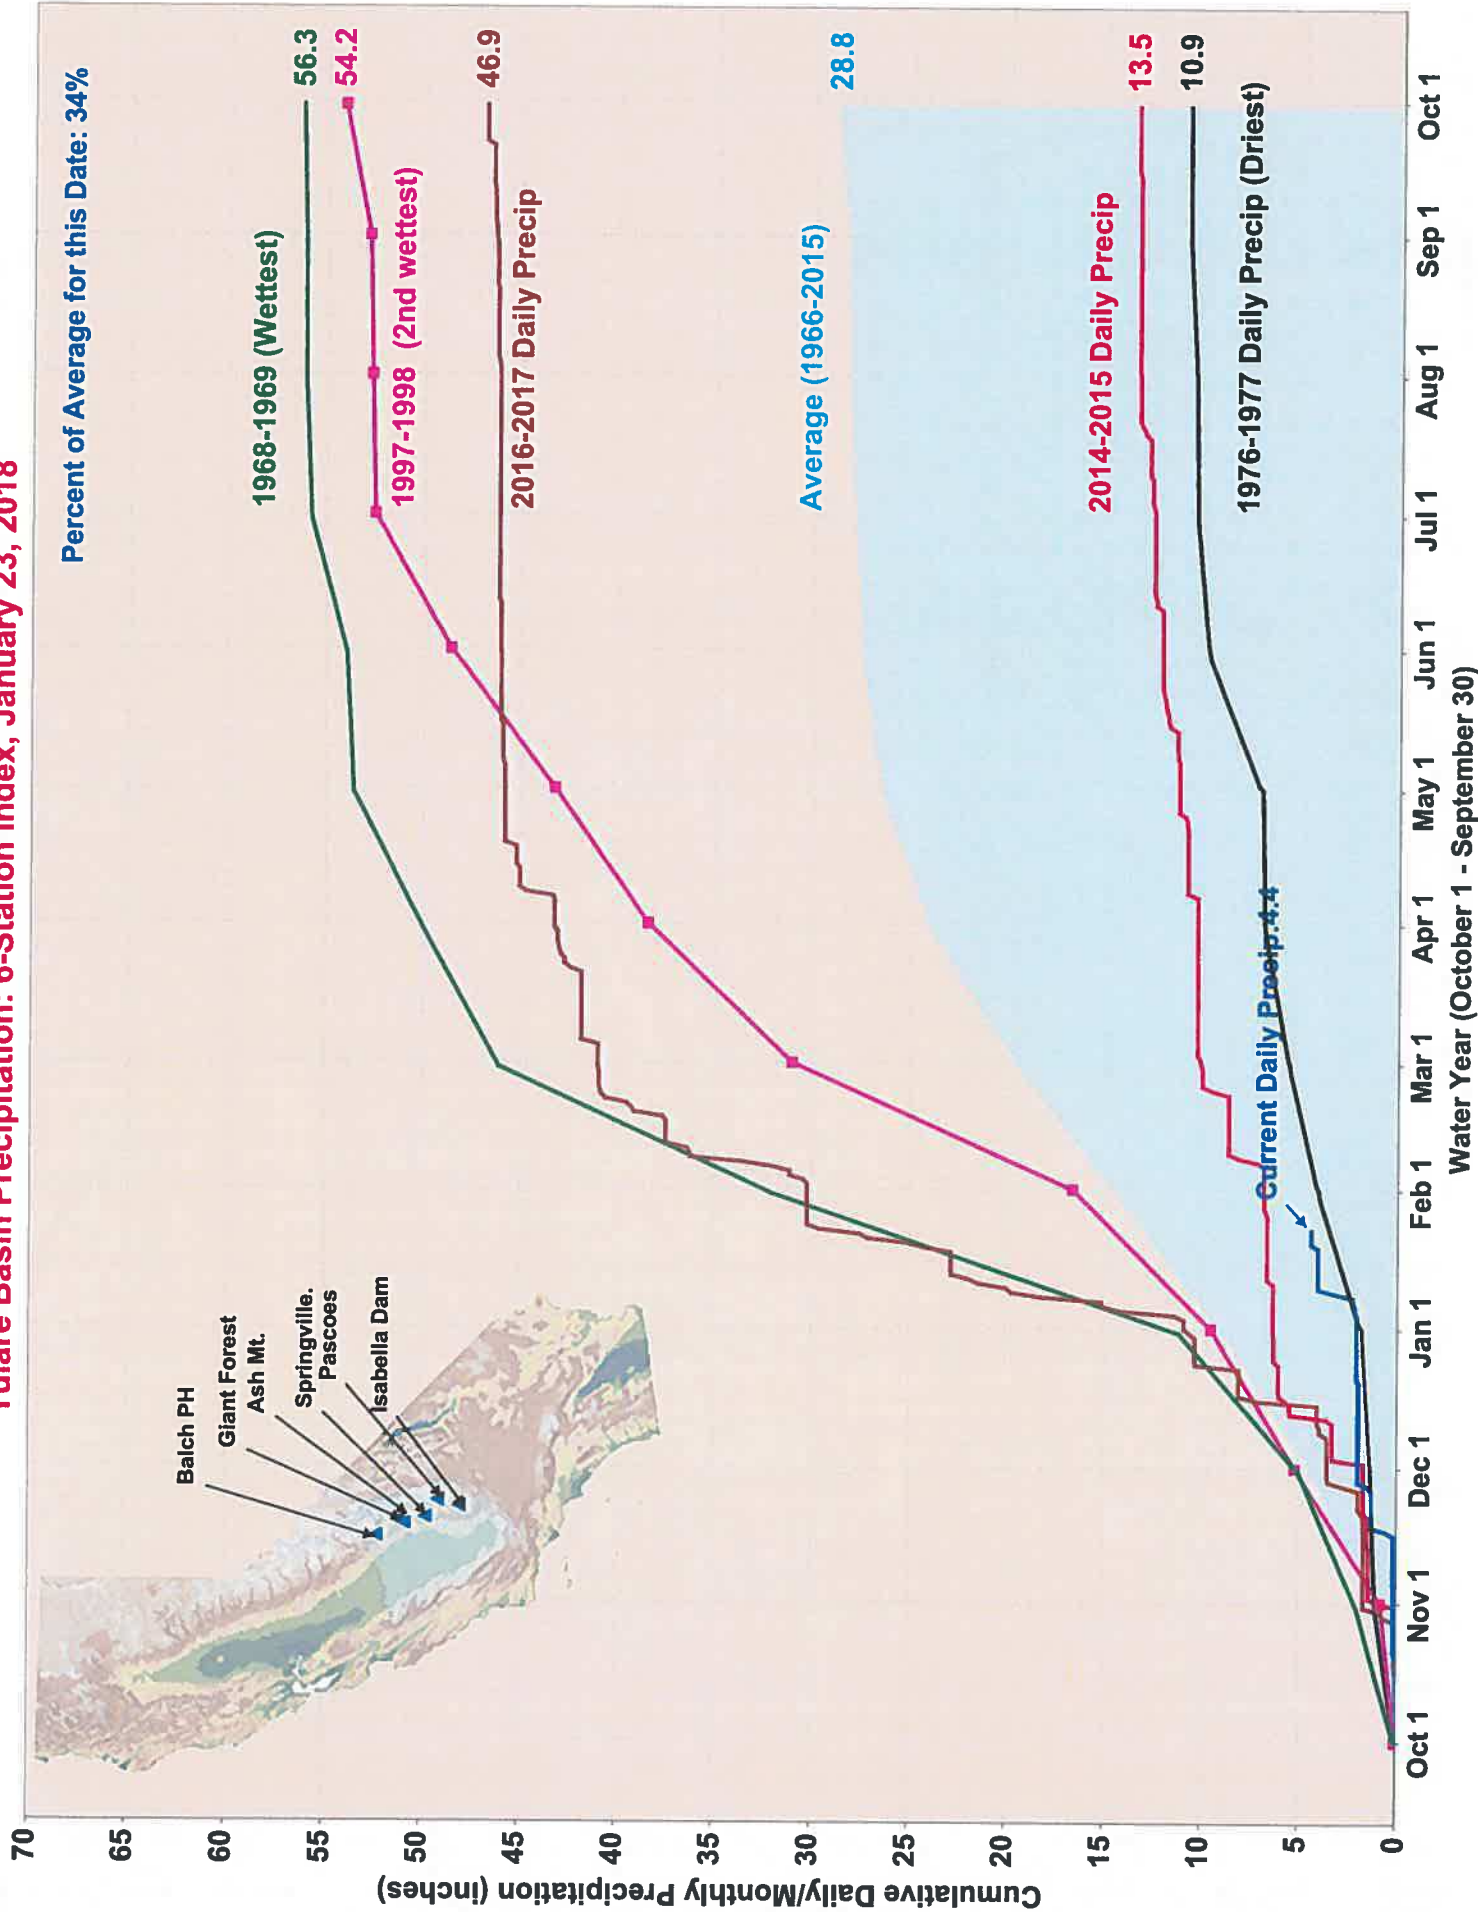 Tulare Basin Precipitation: 6-Station Index, January 23, 2018
Percent of Average for this Date: 34%
Cumulative Daily/Monthly Precipitation (inches)
70
65
60
55
50
45
40
35
30
25
20
15
10
5
0
Balch PH
Giant Forest
Ash Mt.
Springville.
Pascoes
Isabella Dam
1968-1969 (Wettest)
56.3
1997-1998 (2nd wettest)
54.2
2016-2017 Daily Precip
46.9
Average (1966-2015)
28.8
2014-2015 Daily Precip
13.5
1976-1977 Daily Precip (Driest)
10.9
Current Daily Precip.4.4
Oct 1
Nov 1
Dec 1
Jan 1
Feb 1
Mar 1
Apr 1
May 1
Jun 1
Jul 1
Aug 1
Sep 1
Oct 1
Water Year (October 1 - September 30)